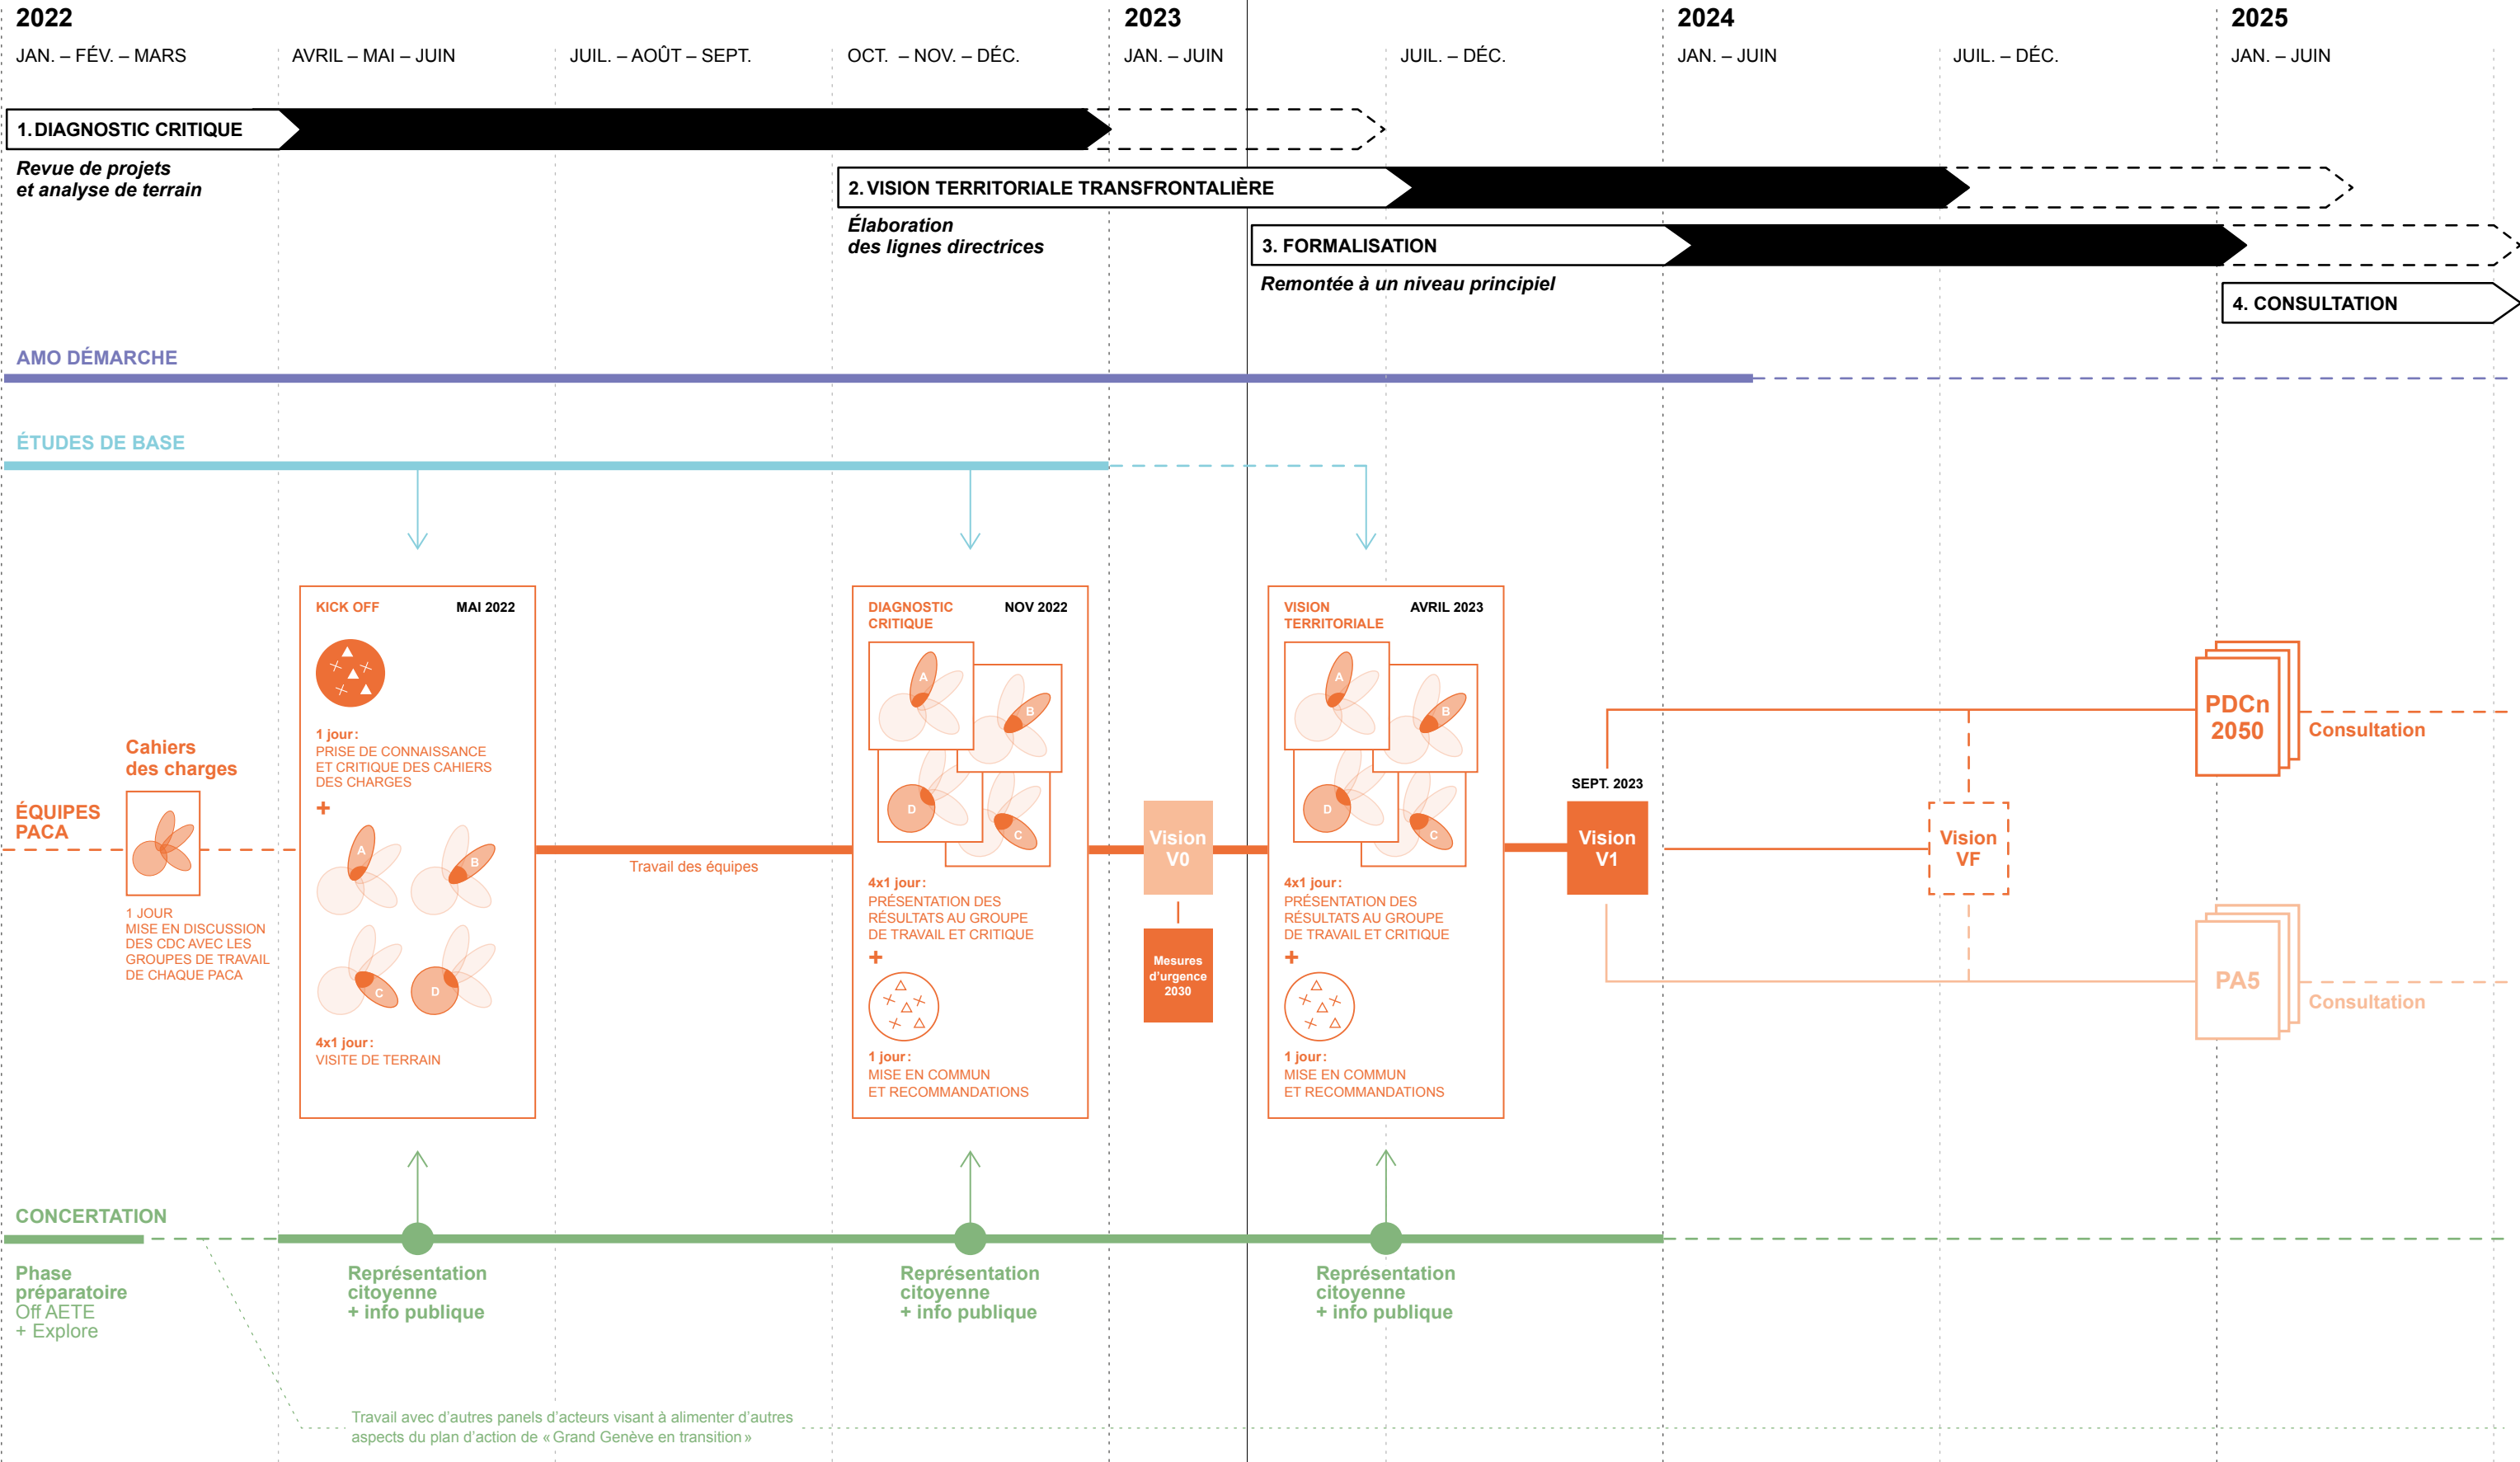 2022
2023
2024
2025
JAN. – FÉV. – MARS
AVRIL – MAI – JUIN
JUIL. – AOÛT – SEPT.
OCT. – NOV. – DÉC.
JAN. – JUIN
JUIL. – DÉC.
JAN. – JUIN
JUIL. – DÉC.
JAN. – JUIN
1. DIAGNOSTIC CRITIQUE
Revue de projets
et analyse de terrain
2. VISION TERRITORIALE TRANSFRONTALIÈRE
Élaboration
des lignes directrices
3. FORMALISATION
Remontée à un niveau principiel
4. CONSULTATION
AMO DÉMARCHE
ÉTUDES DE BASE
ÉQUIPES
PACA
Cahiers
des charges
1 JOUR
MISE EN DISCUSSION
DES CDC AVEC LES
GROUPES DE TRAVAIL
DE CHAQUE PACA
KICK OFF
MAI 2022
1 jour :
PRISE DE CONNAISSANCE
ET CRITIQUE DES CAHIERS
DES CHARGES
+
A
B
C
D
4x1 jour :
VISITE DE TERRAIN
Travail des équipes
DIAGNOSTIC
CRITIQUE
NOV 2022
A
B
D
C
4x1 jour :
PRÉSENTATION DES
RÉSULTATS AU GROUPE
DE TRAVAIL ET CRITIQUE
+
1 jour :
MISE EN COMMUN
ET RECOMMANDATIONS
Vision
V0
Mesures
d'urgence
2030
VISION
TERRITORIALE
AVRIL 2023
A
B
D
C
4x1 jour :
PRÉSENTATION DES
RÉSULTATS AU GROUPE
DE TRAVAIL ET CRITIQUE
+
1 jour :
MISE EN COMMUN
ET RECOMMANDATIONS
SEPT. 2023
Vision
V1
Vision
VF
PDCn
2050
Consultation
PA5
Consultation
CONCERTATION
Phase
préparatoire
Off AETE
+ Explore
Représentation
citoyenne
+ info publique
Représentation
citoyenne
+ info publique
Représentation
citoyenne
+ info publique
Travail avec d'autres panels d'acteurs visant à alimenter d'autres
aspects du plan d'action de « Grand Genève en transition »